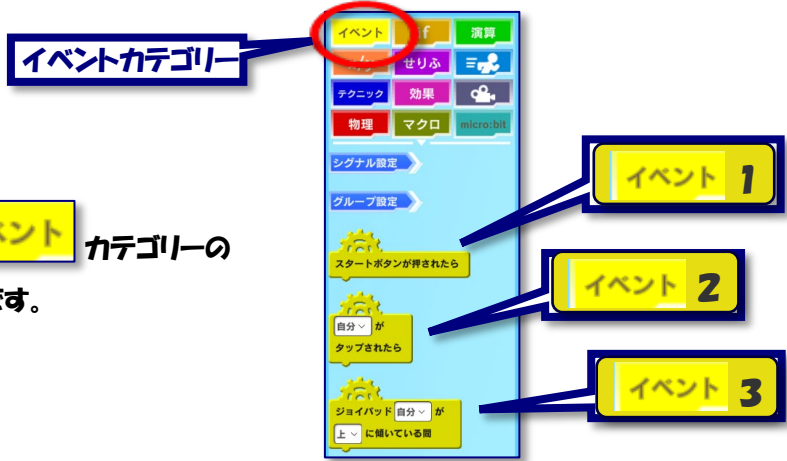 イベントカテゴリー
イベント
演算
せりふ
テクニック
効果
物理
マクロ
micro:bit
シグナル設定
グループ設定
スタートボタンが押されたら
自分 が
タップされたら
ジョイパッド 自分 が
上 に傾いている間
イベント 1
イベント 2
イベント 3
ント カテゴリーの
す。